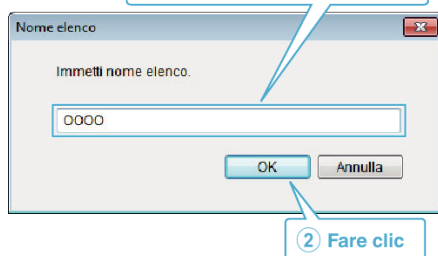 Nome elenco
Immetti nome elenco.
OOOO
OK Annulla
② Fare clic